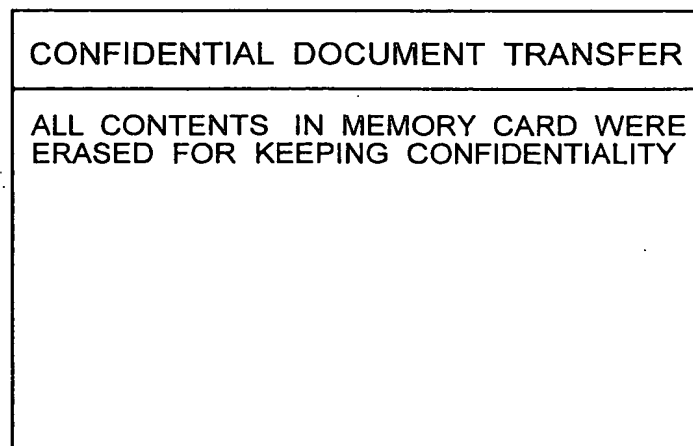 CONFIDENTIAL DOCUMENT TRANSFER
ALL CONTENTS IN MEMORY CARD WERE
ERASED FOR KEEPING CONFIDENTIALITY